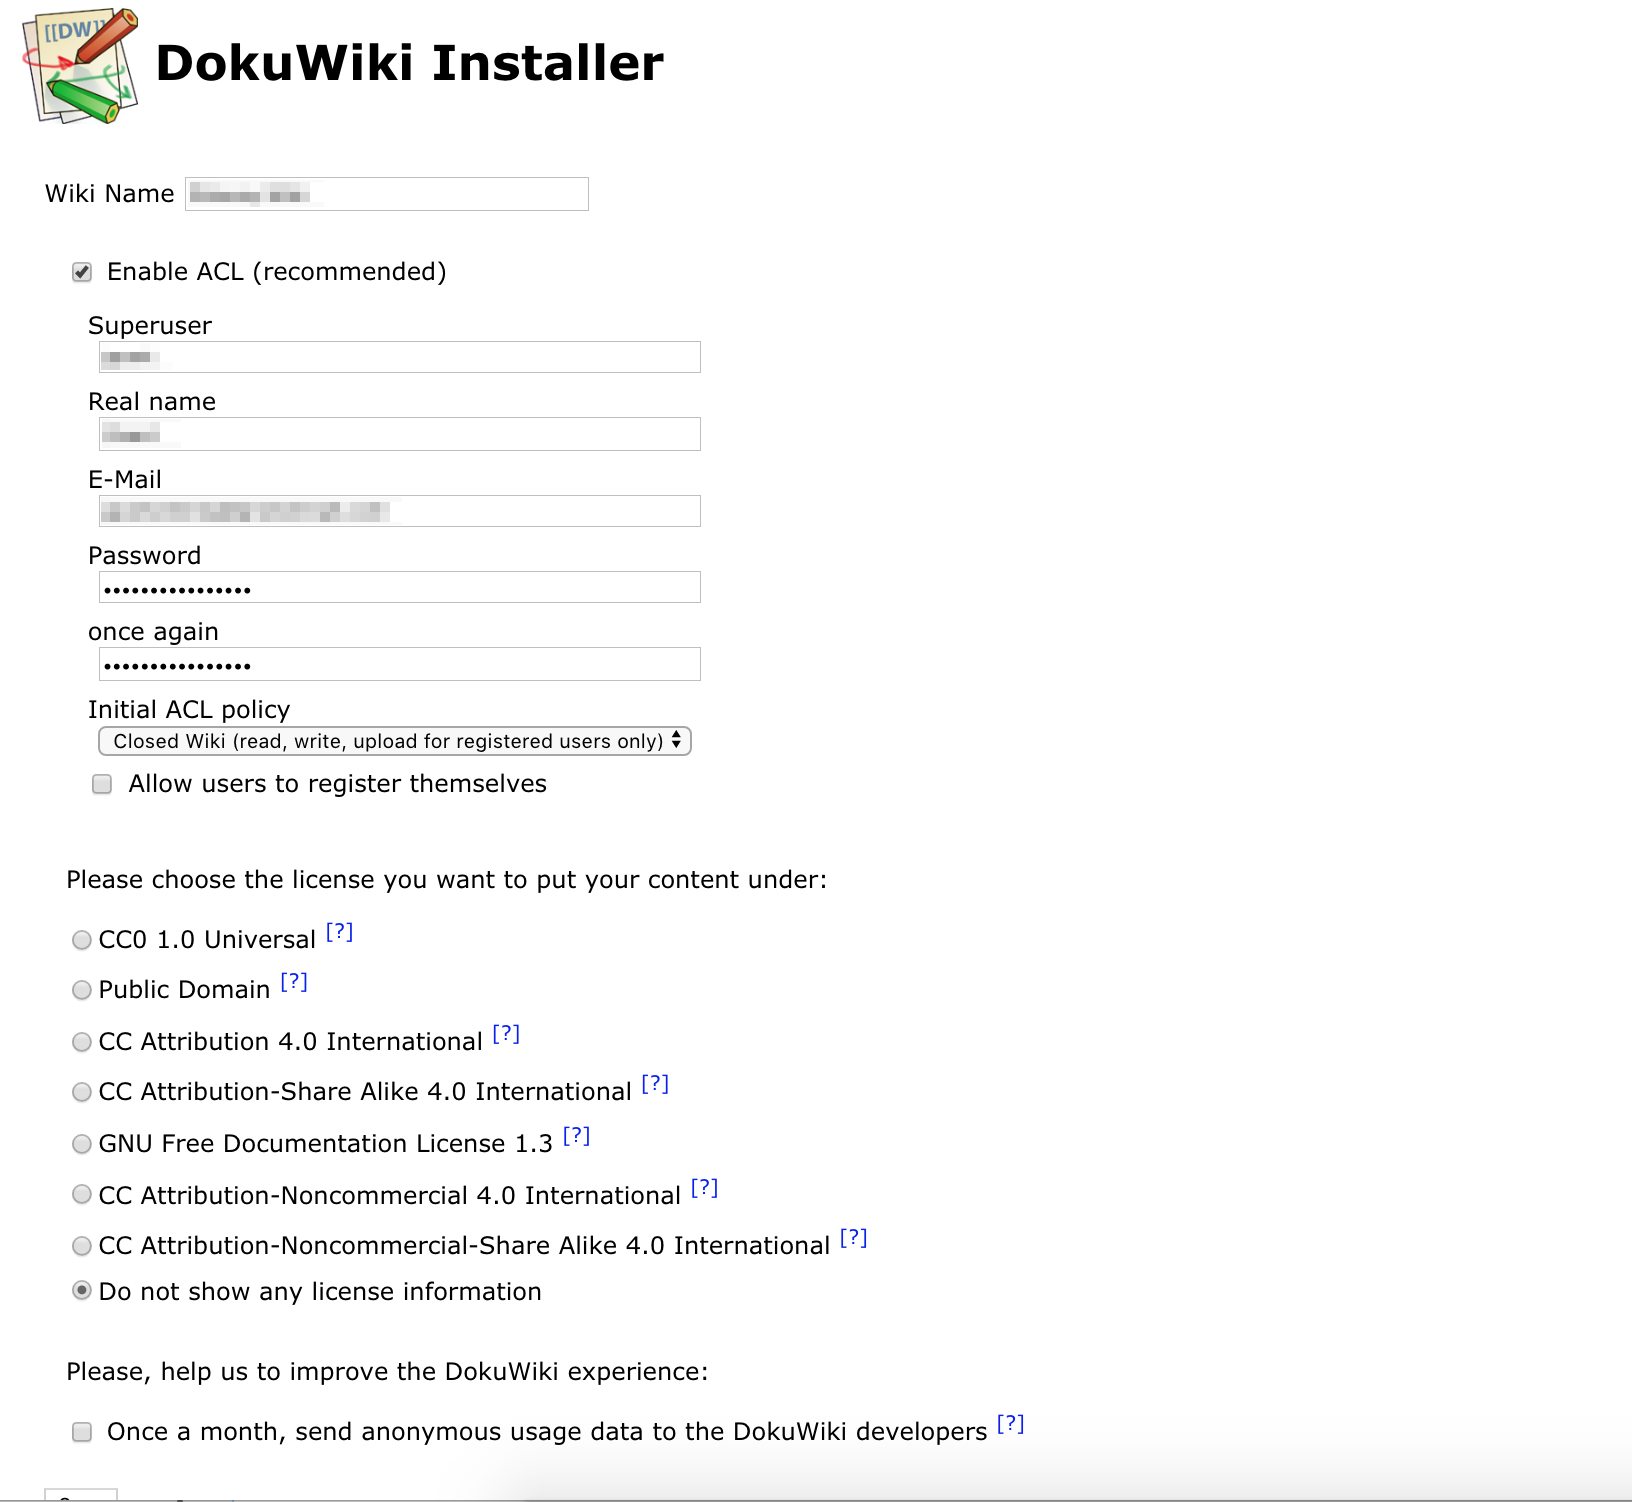 [[DW]]
DokuWiki Installer
Wiki Name
Enable ACL (recommended)
Superuser
Real name
E-Mail
Password
••••••••••••••••
once again
••••••••••••••••
Initial ACL policy
Closed Wiki (read, write, upload for registered users only)
Allow users to register themselves
Please choose the license you want to put your content under:
CC0 1.0 Universal [?]
Public Domain [?]
CC Attribution 4.0 International [?]
CC Attribution-Share Alike 4.0 International [?]
GNU Free Documentation License 1.3 [?]
CC Attribution-Noncommercial 4.0 International [?]
CC Attribution-Noncommercial-Share Alike 4.0 International [?]
Do not show any license information
Please, help us to improve the DokuWiki experience:
Once a month, send anonymous usage data to the DokuWiki developers [?]